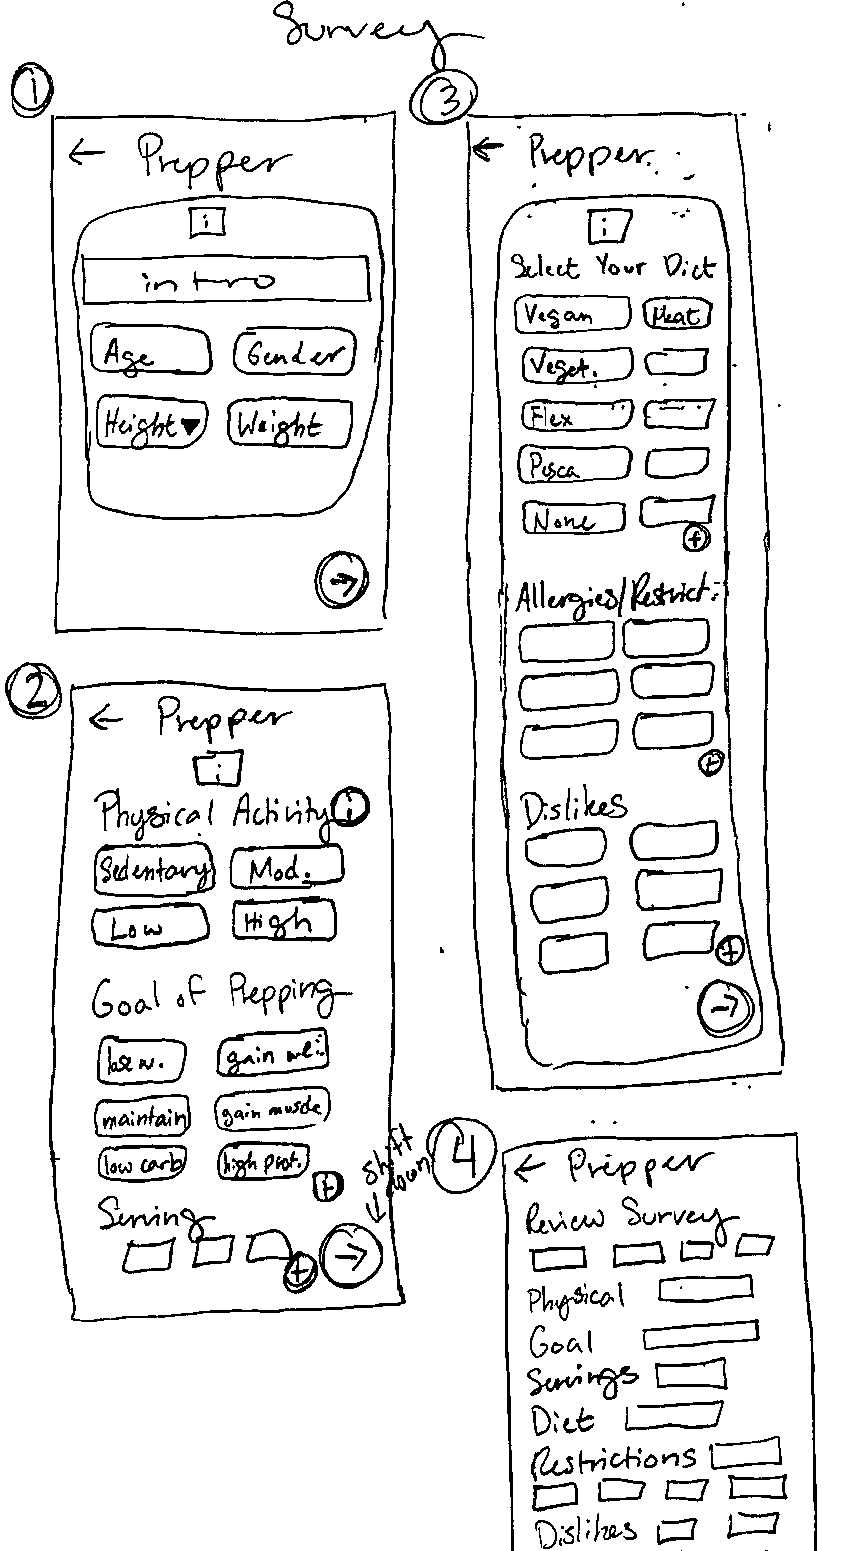 Survey
1
← Prepper
i
intro
Age Gender
Height▼ Weight
→
2
← Prepper
i
Physical Activity i
Sedentary Mod.
Low High
Goal of Prepping
lose w. gain wei.
maintain gain muscle
low carb high prot.
+
Serving
+ →
shift
down
3
← Prepper
i
Select Your Diet
Vegan Meat
Veget.
Flex
Pesca
None
+
Allergies/Restrict.
+
Dislikes
+
→
4
← Prepper
Review Survey
Physical
Goal
Servings
Diet
Restrictions
Dislikes